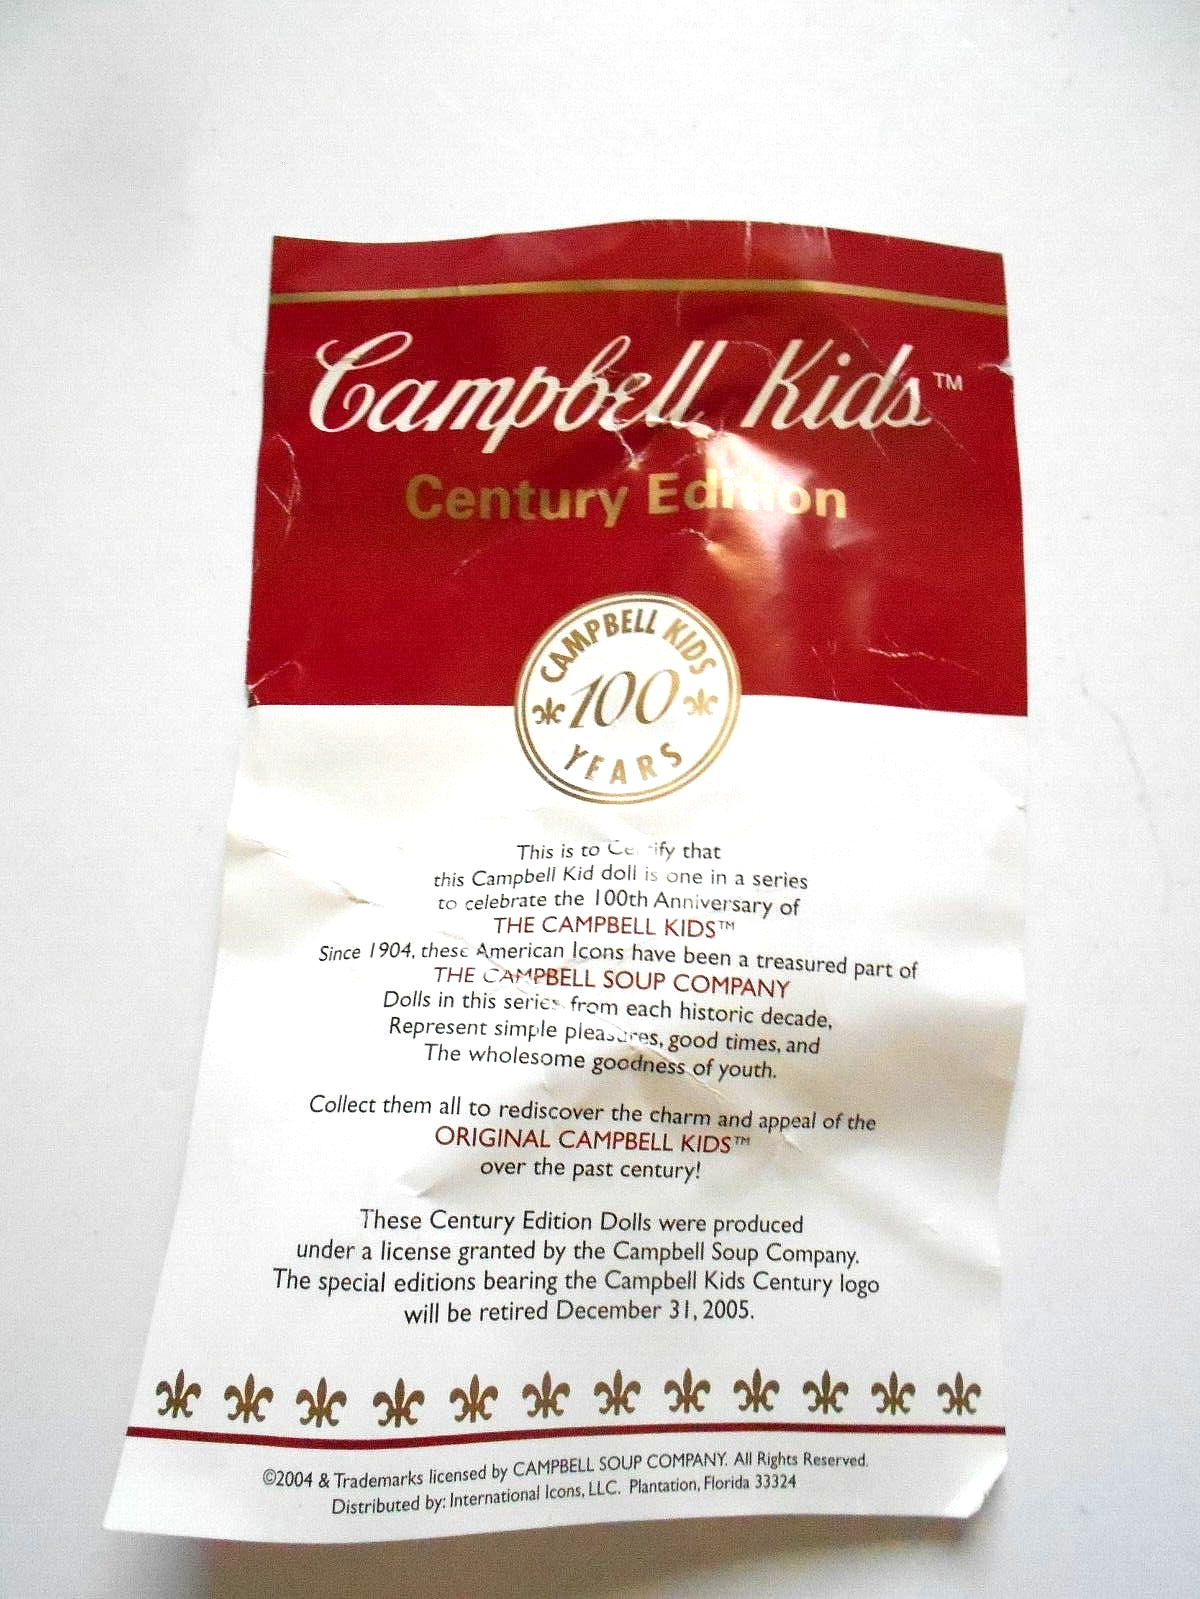 Campbell Kids™
Century Edition
CAMPBELL KIDS
100
YEARS
This is to Certify that
this Campbell Kid doll is one in a series
to celebrate the 100th Anniversary of
THE CAMPBELL KIDS™
Since 1904, these American Icons have been a treasured part of
THE CAMPBELL SOUP COMPANY
Dolls in this series from each historic decade,
Represent simple pleasures, good times, and
The wholesome goodness of youth.
Collect them all to rediscover the charm and appeal of the
ORIGINAL CAMPBELL KIDS™
over the past century!
These Century Edition Dolls were produced
under a license granted by the Campbell Soup Company.
The special editions bearing the Campbell Kids Century logo
will be retired December 31, 2005.
©2004 & Trademarks licensed by CAMPBELL SOUP COMPANY. All Rights Reserved.
Distributed by: International Icons, LLC. Plantation, Florida 33324